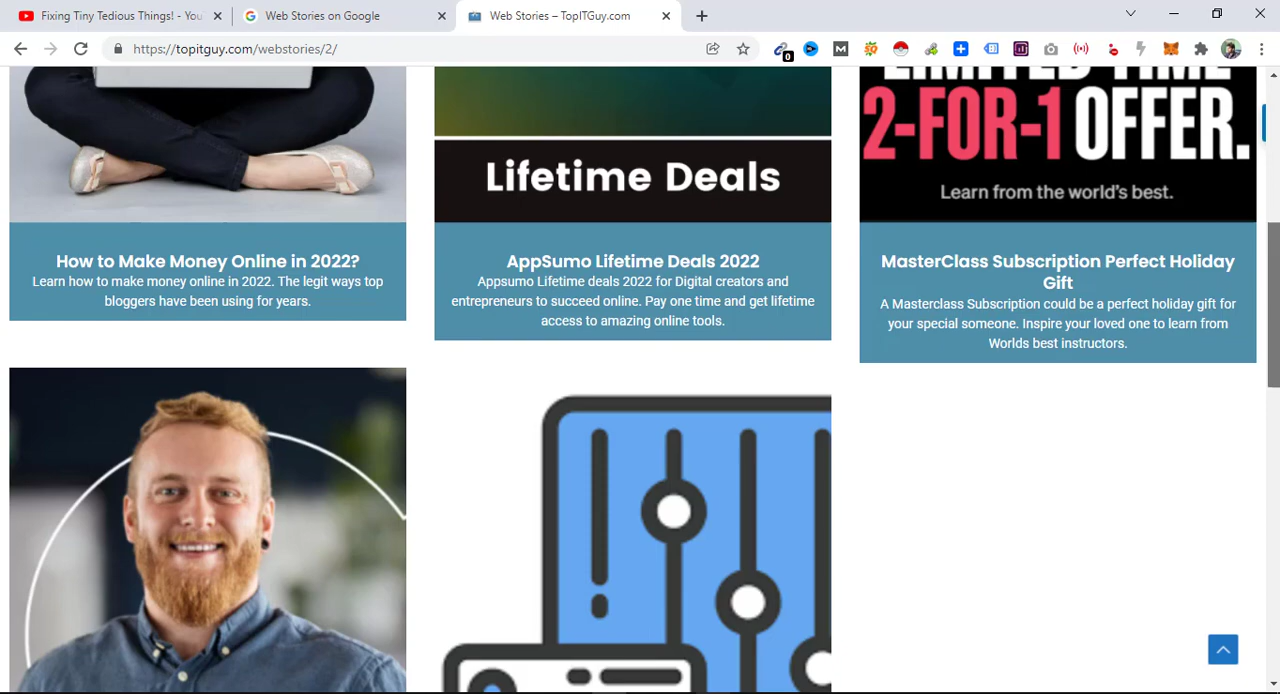 Fixing Tiny Tedious Things! - You
Web Stories on Google
Web Stories – TopITGuy.com
https://topitguy.com/webstories/2/
0
LIMITED TIME
2-FOR-1 OFFER.
Learn from the world's best.
Lifetime Deals
How to Make Money Online in 2022?
Learn how to make money online in 2022. The legit ways top
bloggers have been using for years.
AppSumo Lifetime Deals 2022
Appsumo Lifetime deals 2022 for Digital creators and
entrepreneurs to succeed online. Pay one time and get lifetime
access to amazing online tools.
MasterClass Subscription Perfect Holiday
Gift
A Masterclass Subscription could be a perfect holiday gift for
your special someone. Inspire your loved one to learn from
Worlds best instructors.